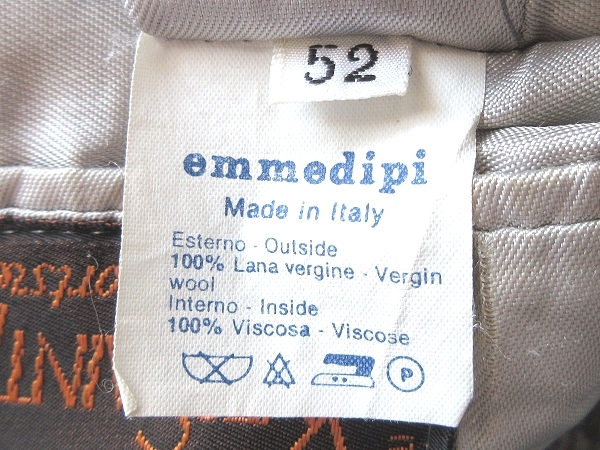 52
emmedipi
Made in Italy
Esterno - Outside
100% Lana vergine - Vergin
wool
Interno - Inside
100% Viscosa - Viscose
P